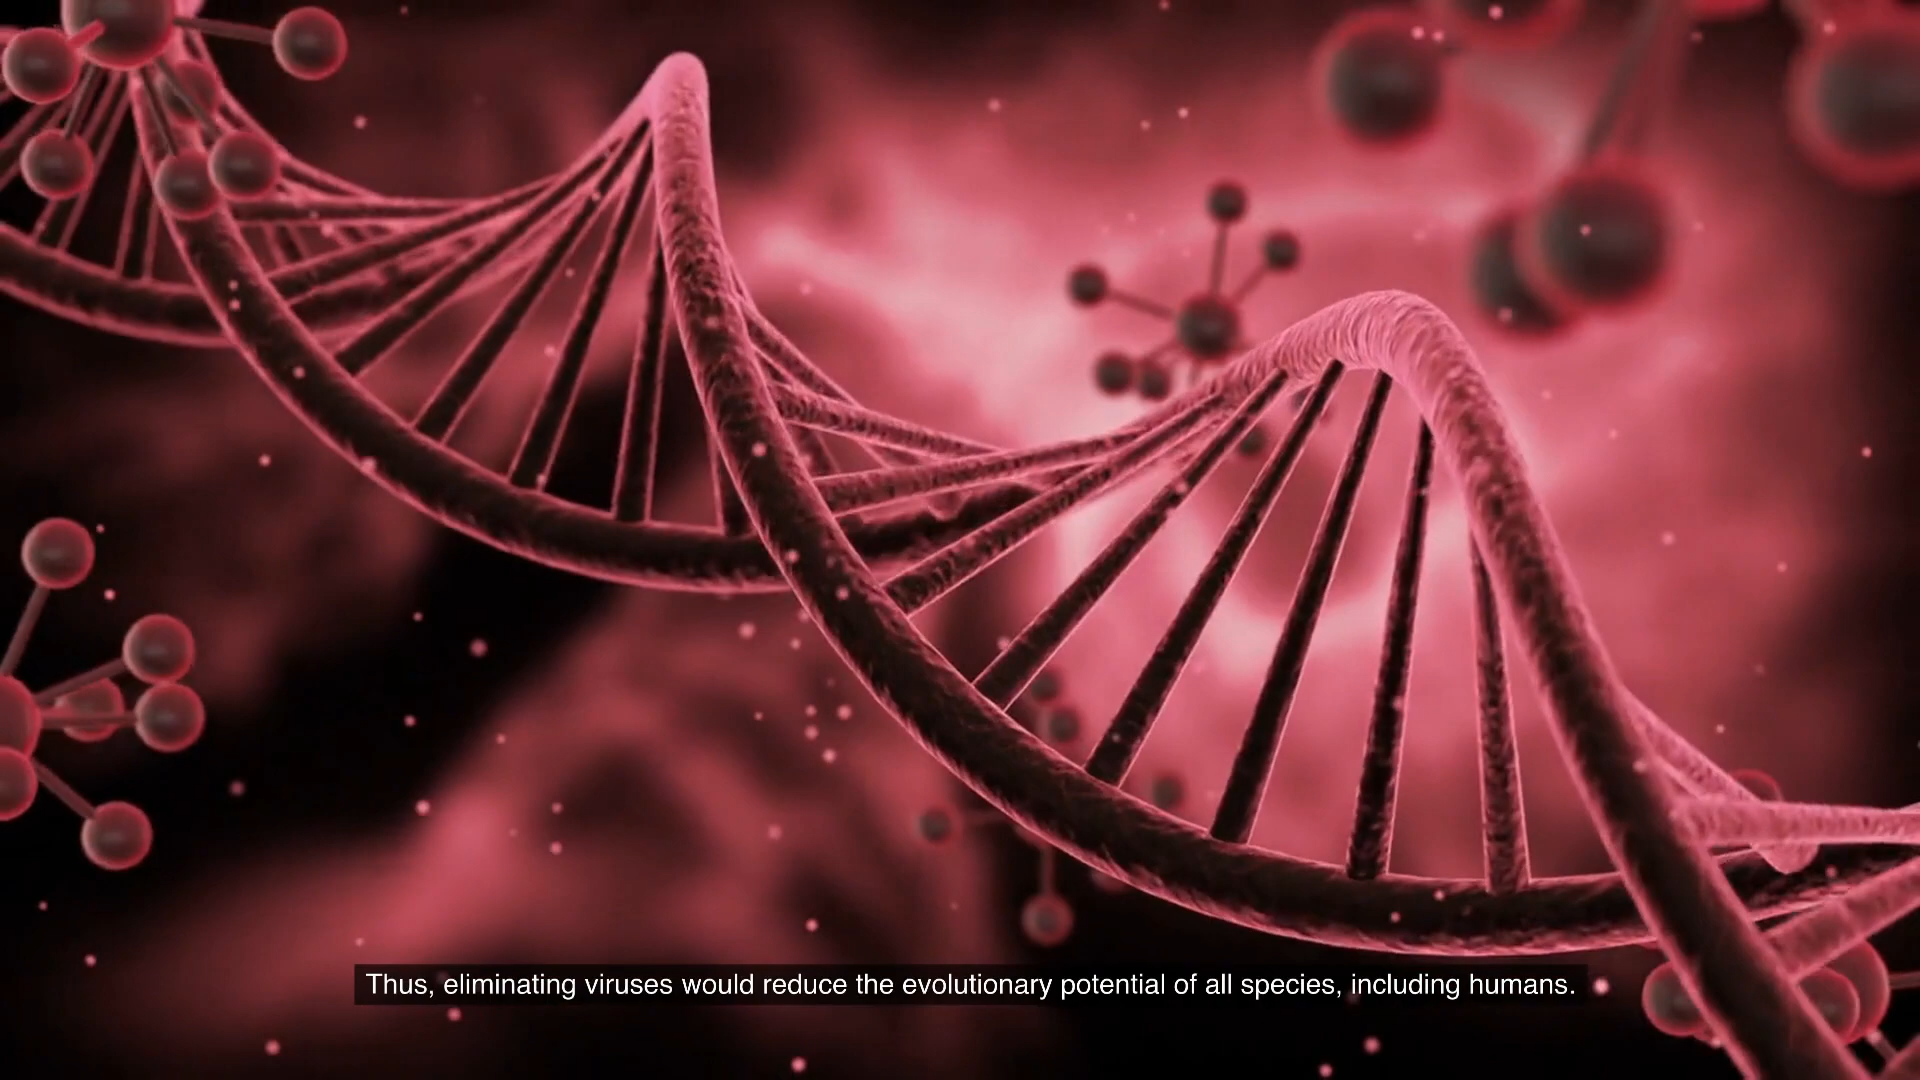 Thus, eliminating viruses would reduce the evolutionary potential of all species, including humans.